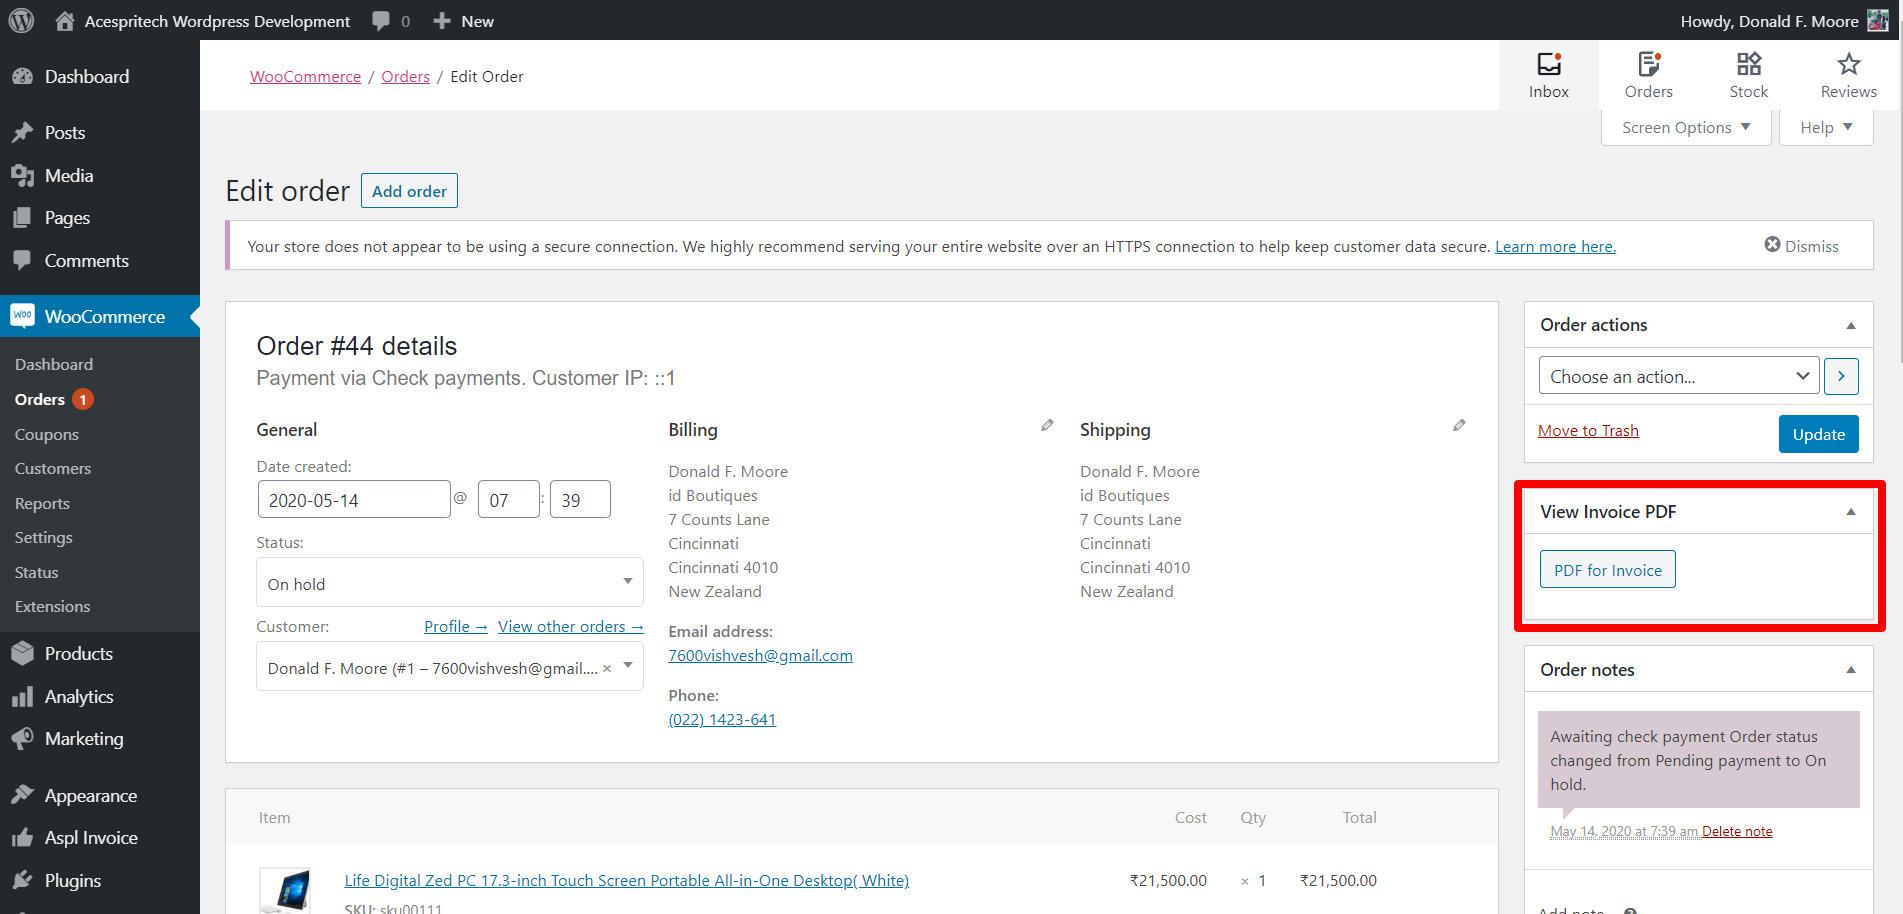 Acespritech Wordpress Development 0 New Howdy, Donald F. Moore
Dashboard
Posts
Media
Pages
Comments
WooCommerce
Dashboard
Orders 1
Coupons
Customers
Reports
Settings
Status
Extensions
Products
Analytics
Marketing
Appearance
Aspl Invoice
Plugins
WooCommerce / Orders / Edit Order
Inbox Orders Stock Reviews
Screen Options ▼ Help ▼
Edit order Add order
Your store does not appear to be using a secure connection. We highly recommend serving your entire website over an HTTPS connection to help keep customer data secure. Learn more here. Dismiss
Order #44 details
Payment via Check payments. Customer IP: ::1
General
Date created:
2020-05-14 @ 07 : 39
Status:
On hold
Customer: Profile → View other orders →
Donald F. Moore (#1 – 7600vishvesh@gmail.... ×
Billing
Donald F. Moore
id Boutiques
7 Counts Lane
Cincinnati
Cincinnati 4010
New Zealand
Email address:
7600vishvesh@gmail.com
Phone:
(022) 1423-641
Shipping
Donald F. Moore
id Boutiques
7 Counts Lane
Cincinnati
Cincinnati 4010
New Zealand
Item Cost Qty Total
Life Digital Zed PC 17.3-inch Touch Screen Portable All-in-One Desktop( White) ₹21,500.00 × 1 ₹21,500.00
SKU: sku00111
Order actions
Choose an action...
Move to Trash Update
View Invoice PDF
PDF for Invoice
Order notes
Awaiting check payment Order status
changed from Pending payment to On
hold.
May 14, 2020 at 7:39 am Delete note
Add note